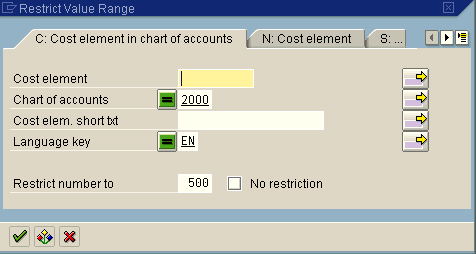 Restrict Value Range
C: Cost element in chart of accounts N: Cost element S: ...
Cost element
Chart of accounts 2000
Cost elem. short txt
Language key EN
Restrict number to 500 No restriction